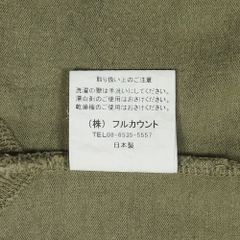 取り扱い上のご注意
洗濯の際は手洗いにしてください
漂白剤のご使用はおさけください
乾燥機のご使用はおさけください
(株) フルカウント
TEL06-6535-5557
日本製